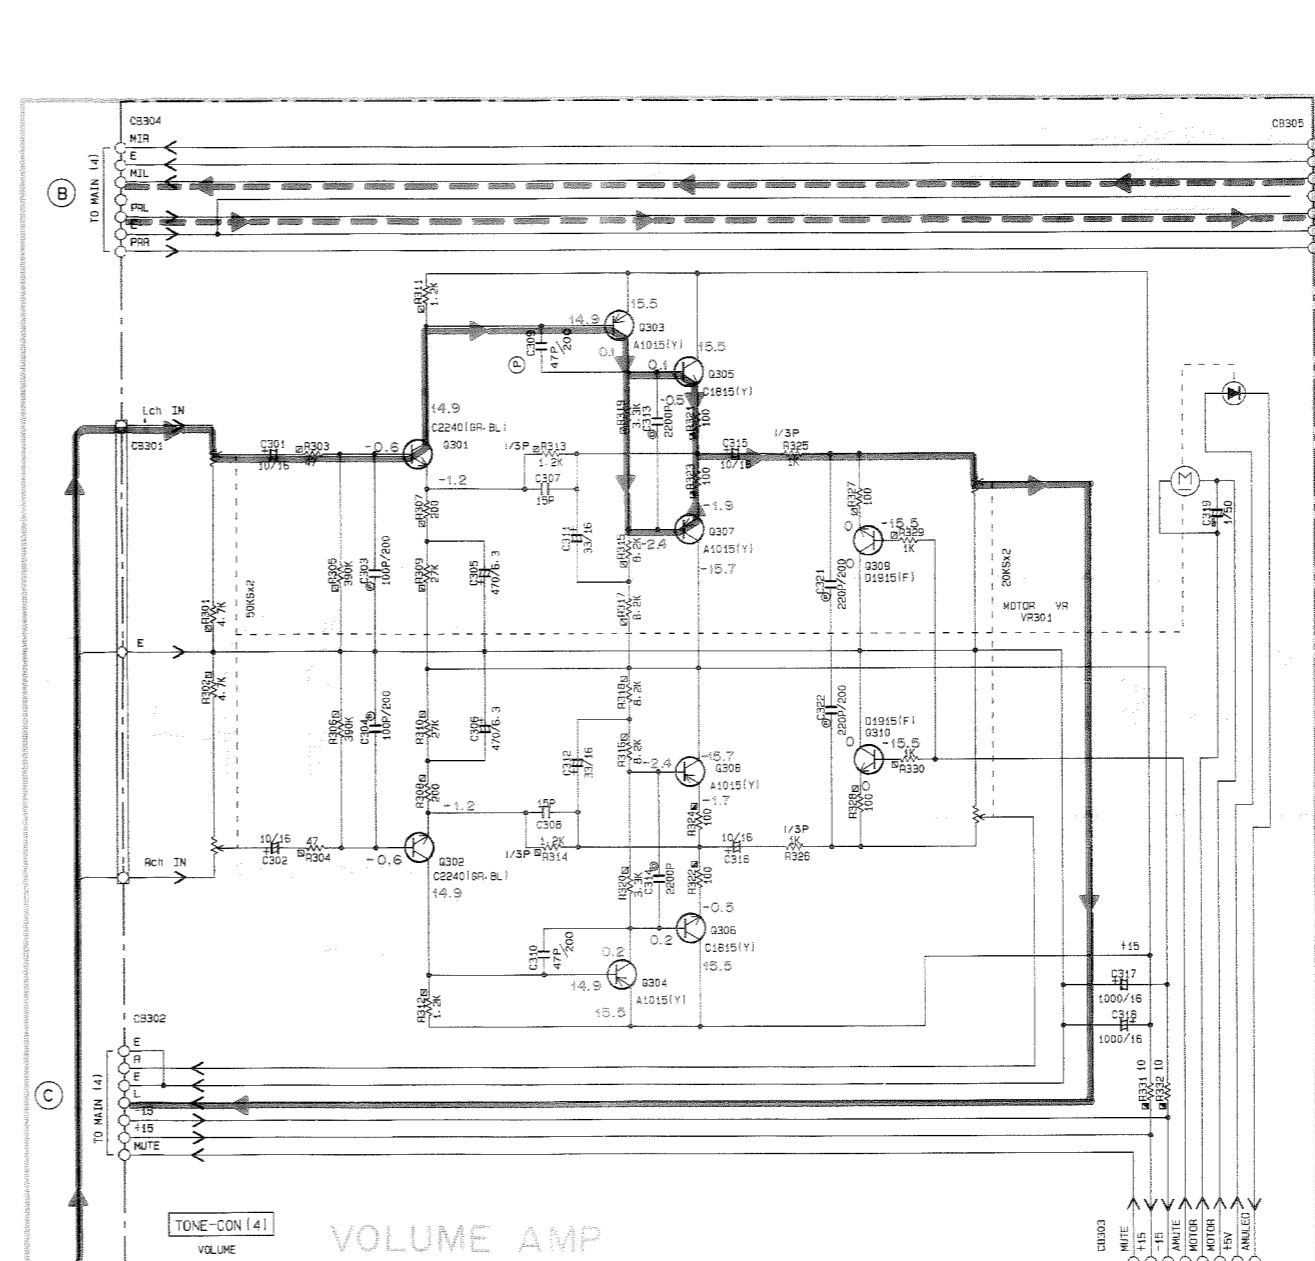 CB304
CB305
MIR
E
MIL
PRL
E
PRR
TO MAIN (4)
B
R311
1.2K
15.5
14.9
Q303
A1015(Y)
C309
47P/200
P
0.1
0.1
15.5
Q305
C1815(Y)
-0.5
R319
3.3K
C313
2200P
R321
100
Lch IN
CB301
C301
10/16
R303
47
-0.6
14.9
C2240(GR.BL)
Q301
1/3P R313
1.2K
C307
15P
-1.2
R307
200
C311
33/16
R323
100
C315
10/16
1/3P
R325
1K
-1.9
Q307
A1015(Y)
-2.4
-15.7
R315
8.2K
R317
8.2K
R327
100
0
-15.5
R329
1K
0
Q309
D1915(F)
C321
220P/200
M
C319
1/50
R301
4.7K
50KSx2
R305
390K
C303
100P/200
R309
27K
C305
470/6.3
20KSx2
MOTOR VR
VR301
E
R302
4.7K
R306
390K
C304
100P/200
R310
27K
C306
470/6.3
R318
8.2K
R316
8.2K
C312
33/16
C322
220P/200
D1915(F)
Q310
0
-15.5
1K
R330
0
R328
100
R308
200
-1.2
-2.4
-15.7
Q308
A1015(Y)
-1.7
R324
100
15P
C308
1.2K
1/3P R314
10/16
C316
1/3P
1K
R326
10/16
C302
47
R304
-0.6
Q302
C2240(GR.BL)
14.9
Rch IN
R320
3.3K
C314
2200P
R322
100
-0.5
Q306
C1815(Y)
0.2
0.2
15.5
C310
47P/200
14.9
Q304
A1015(Y)
15.5
R312
1.2K
+15
C317
1000/16
C318
1000/16
R331 10
R332 10
CB302
E
R
E
L
-15
+15
MUTE
TO MAIN (4)
C
TONE-CON (4)
VOLUME
VOLUME AMP
CB303
MUTE
+15
-15
AMUTE
MOTOR
MOTOR
+5V
AMULED